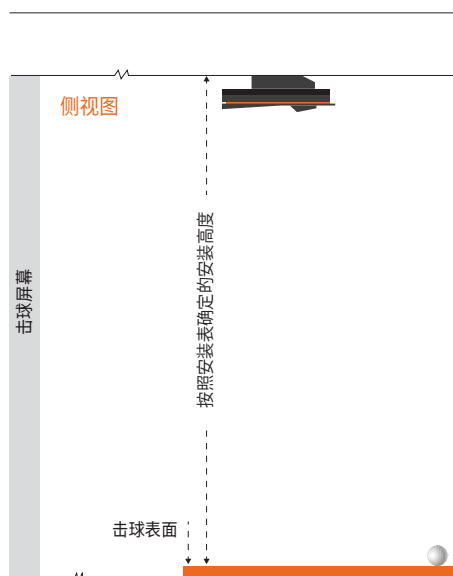 侧视图
击球屏幕
按照安装表确定的安装高度
击球表面